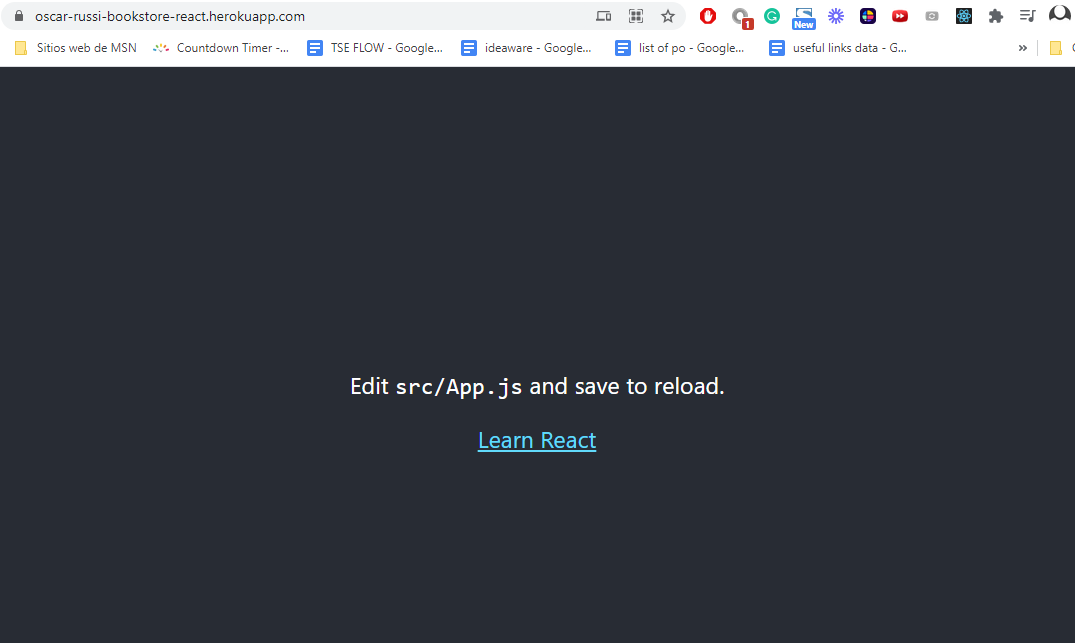 oscar-russi-bookstore-react.herokuapp.com
1
New
Sitios web de MSN
Countdown Timer -...
TSE FLOW - Google...
ideaware - Google...
list of po - Google...
useful links data - G...
»
Edit src/App.js and save to reload.
Learn React